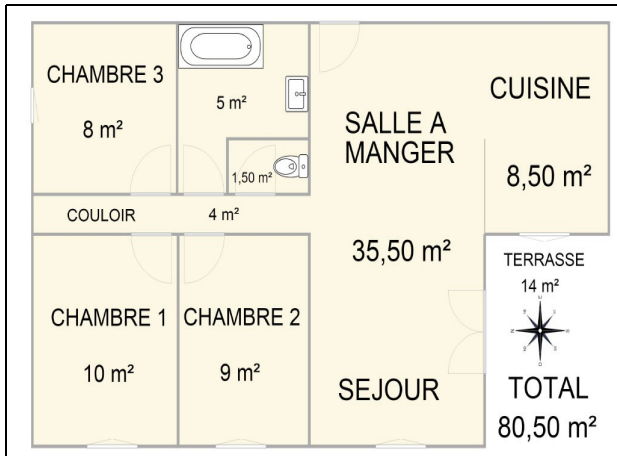 CHAMBRE 3
8 m²
5 m²
1,50 m²
SALLE A
MANGER
CUISINE
8,50 m²
COULOIR
4 m²
35,50 m²
CHAMBRE 1
10 m²
CHAMBRE 2
9 m²
SEJOUR
TERRASSE
14 m²
TOTAL
80,50 m²